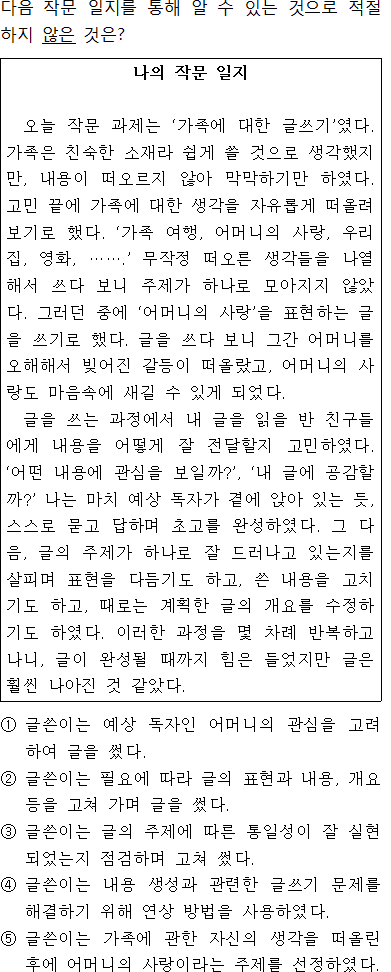 다음 작문 일지를 통해 알 수 있는 것으로 적절
하지 않은 것은?
나의 작문 일지
오늘 작문 과제는 ‘가족에 대한 글쓰기’였다.
가족은 친숙한 소재라 쉽게 쓸 것으로 생각했지
만, 내용이 떠오르지 않아 막막하기만 하였다.
고민 끝에 가족에 대한 생각을 자유롭게 떠올려
보기로 했다. ‘가족 여행, 어머니의 사랑, 우리
집, 영화, …….’ 무작정 떠오른 생각들을 나열
해서 쓰다 보니 주제가 하나로 모아지지 않았
다. 그러던 중에 ‘어머니의 사랑’을 표현하는 글
을 쓰기로 했다. 글을 쓰다 보니 그간 어머니를
오해해서 빚어진 갈등이 떠올랐고, 어머니의 사
랑도 마음속에 새길 수 있게 되었다.
글을 쓰는 과정에서 내 글을 읽을 반 친구들
에게 내용을 어떻게 잘 전달할지 고민하였다.
‘어떤 내용에 관심을 보일까?’, ‘내 글에 공감할
까?’ 나는 마치 예상 독자가 곁에 앉아 있는 듯,
스스로 묻고 답하며 초고를 완성하였다. 그 다
음, 글의 주제가 하나로 잘 드러나고 있는지를
살피며 표현을 다듬기도 하고, 쓴 내용을 고치
기도 하고, 때로는 계획한 글의 개요를 수정하
기도 하였다. 이러한 과정을 몇 차례 반복하고
나니, 글이 완성될 때까지 힘은 들었지만 글은
훨씬 나아진 것 같았다.
① 글쓴이는 예상 독자인 어머니의 관심을 고려
하여 글을 썼다.
② 글쓴이는 필요에 따라 글의 표현과 내용, 개요
등을 고쳐 가며 글을 썼다.
③ 글쓴이는 글의 주제에 따른 통일성이 잘 실현
되었는지 점검하며 고쳐 썼다.
④ 글쓴이는 내용 생성과 관련한 글쓰기 문제를
해결하기 위해 연상 방법을 사용하였다.
⑤ 글쓴이는 가족에 관한 자신의 생각을 떠올린
후에 어머니의 사랑이라는 주제를 선정하였다.